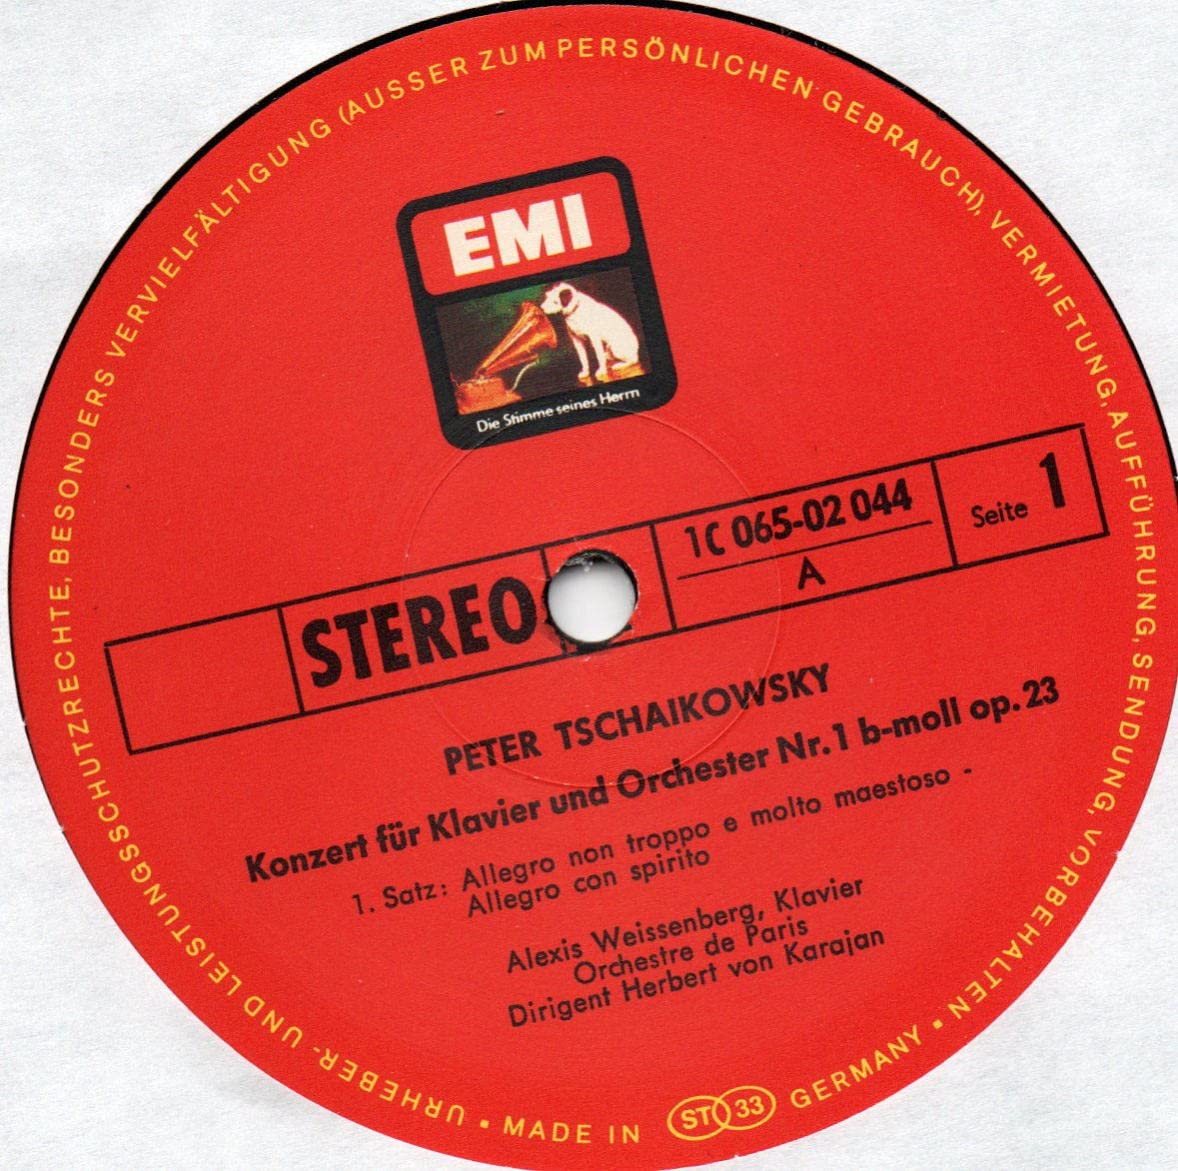 URHEBER- UND LEISTUNGSSCHUTZRECHTE, BESONDERS VERVIELFÄLTIGUNG (AUSSER ZUM PERSÖNLICHEN GEBRAUCH), VERMIETUNG, AUFFÜHRUNG, SENDUNG, VORBEHALTEN ▪
EMI
Die Stimme seines Herrn
STEREO
1C 065-02 044
A
Seite 1
PETER TSCHAIKOWSKY
Konzert für Klavier und Orchester Nr. 1 b-moll op. 23
1. Satz: Allegro non troppo e molto maestoso -
Allegro con spirito
Alexis Weissenberg, Klavier
Orchestre de Paris
Dirigent Herbert von Karajan
▪ MADE IN ST 33 GERMANY